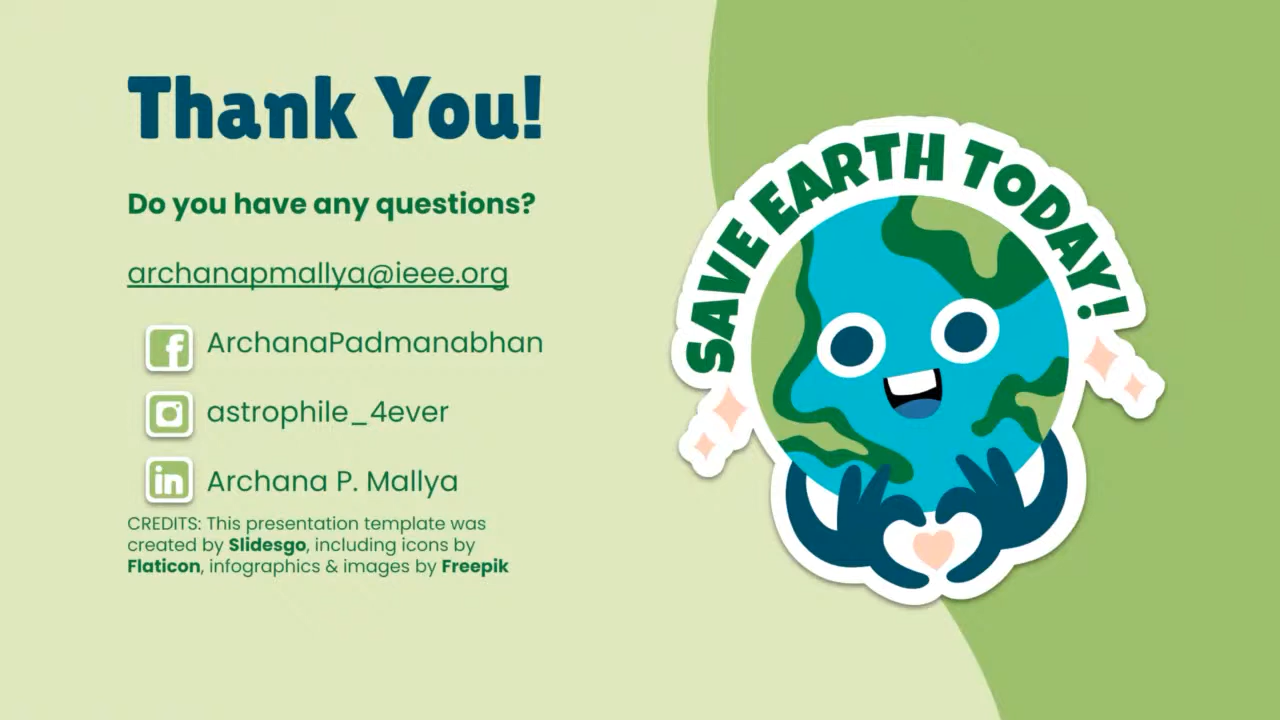 Thank You!
Do you have any questions?
archanapmallya@ieee.org
ArchanaPadmanabhan
astrophile_4ever
in
Archana P. Mallya
CREDITS: This presentation template was
created by Slidesgo, including icons by
Flaticon, infographics & images by Freepik
SAVE EARTH TODAY!